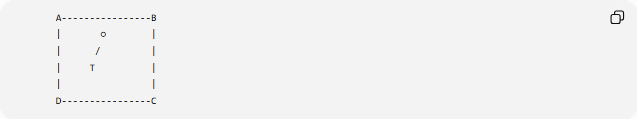 A----------------B
|       o        |
|      /         |
|     T          |
|                |
D----------------C